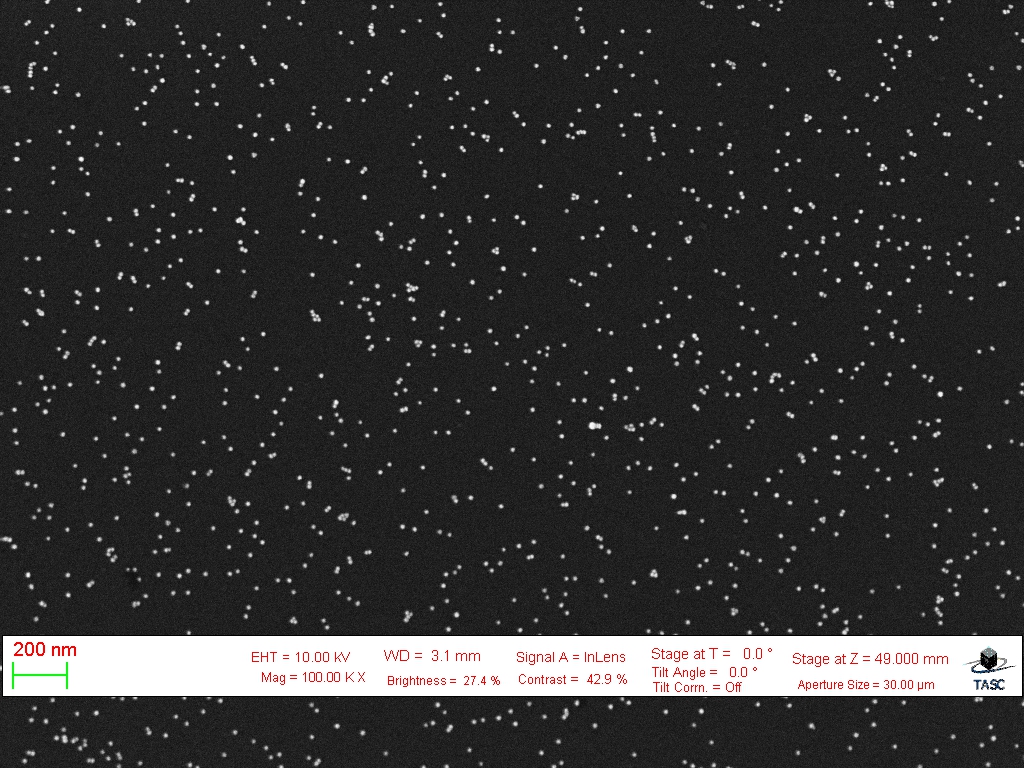 200 nm
EHT = 10.00 kV
Mag = 100.00 K X
WD = 3.1 mm
Brightness = 27.4 %
Signal A = InLens
Contrast = 42.9 %
Stage at T = 0.0 °
Tilt Angle = 0.0 °
Tilt Corrn. = Off
Stage at Z = 49.000 mm
Aperture Size = 30.00 µm
TASC